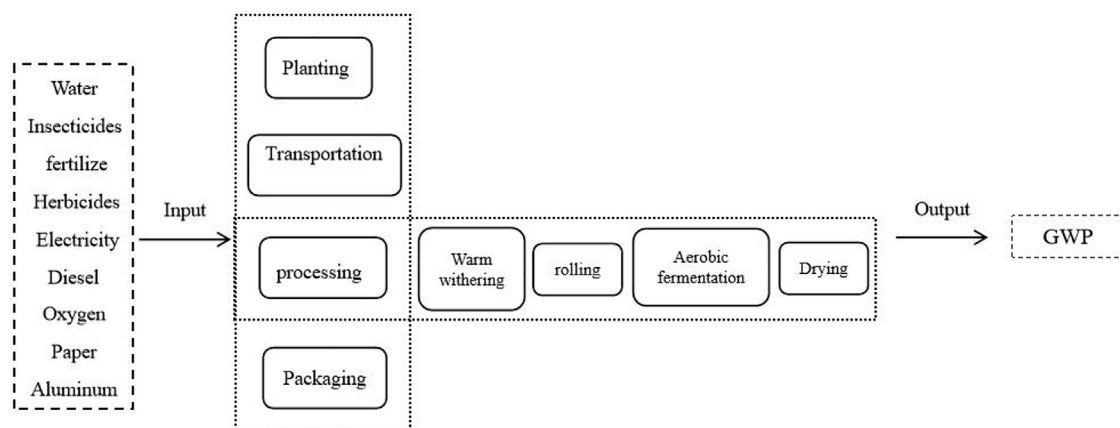 Water
Insecticides
fertilize
Herbicides
Electricity
Diesel
Oxygen
Paper
Aluminum
Input
Planting
Transportation
processing
Packaging
Warm
withering
rolling
Aerobic
fermentation
Drying
Output
GWP